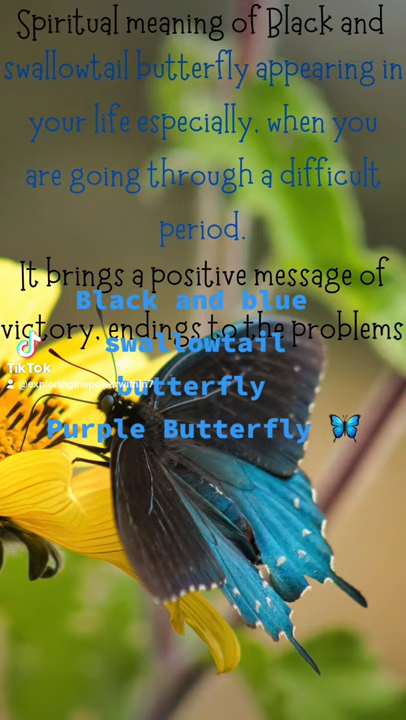 Spiritual meaning of Black and
swallowtail butterfly appearing in
your life especially, when you
are going through a difficult
period.
It brings a positive message of
victory, endings to the problems
Black and blue
swallowtail
butterfly
Purple Butterfly 🦋
TikTok